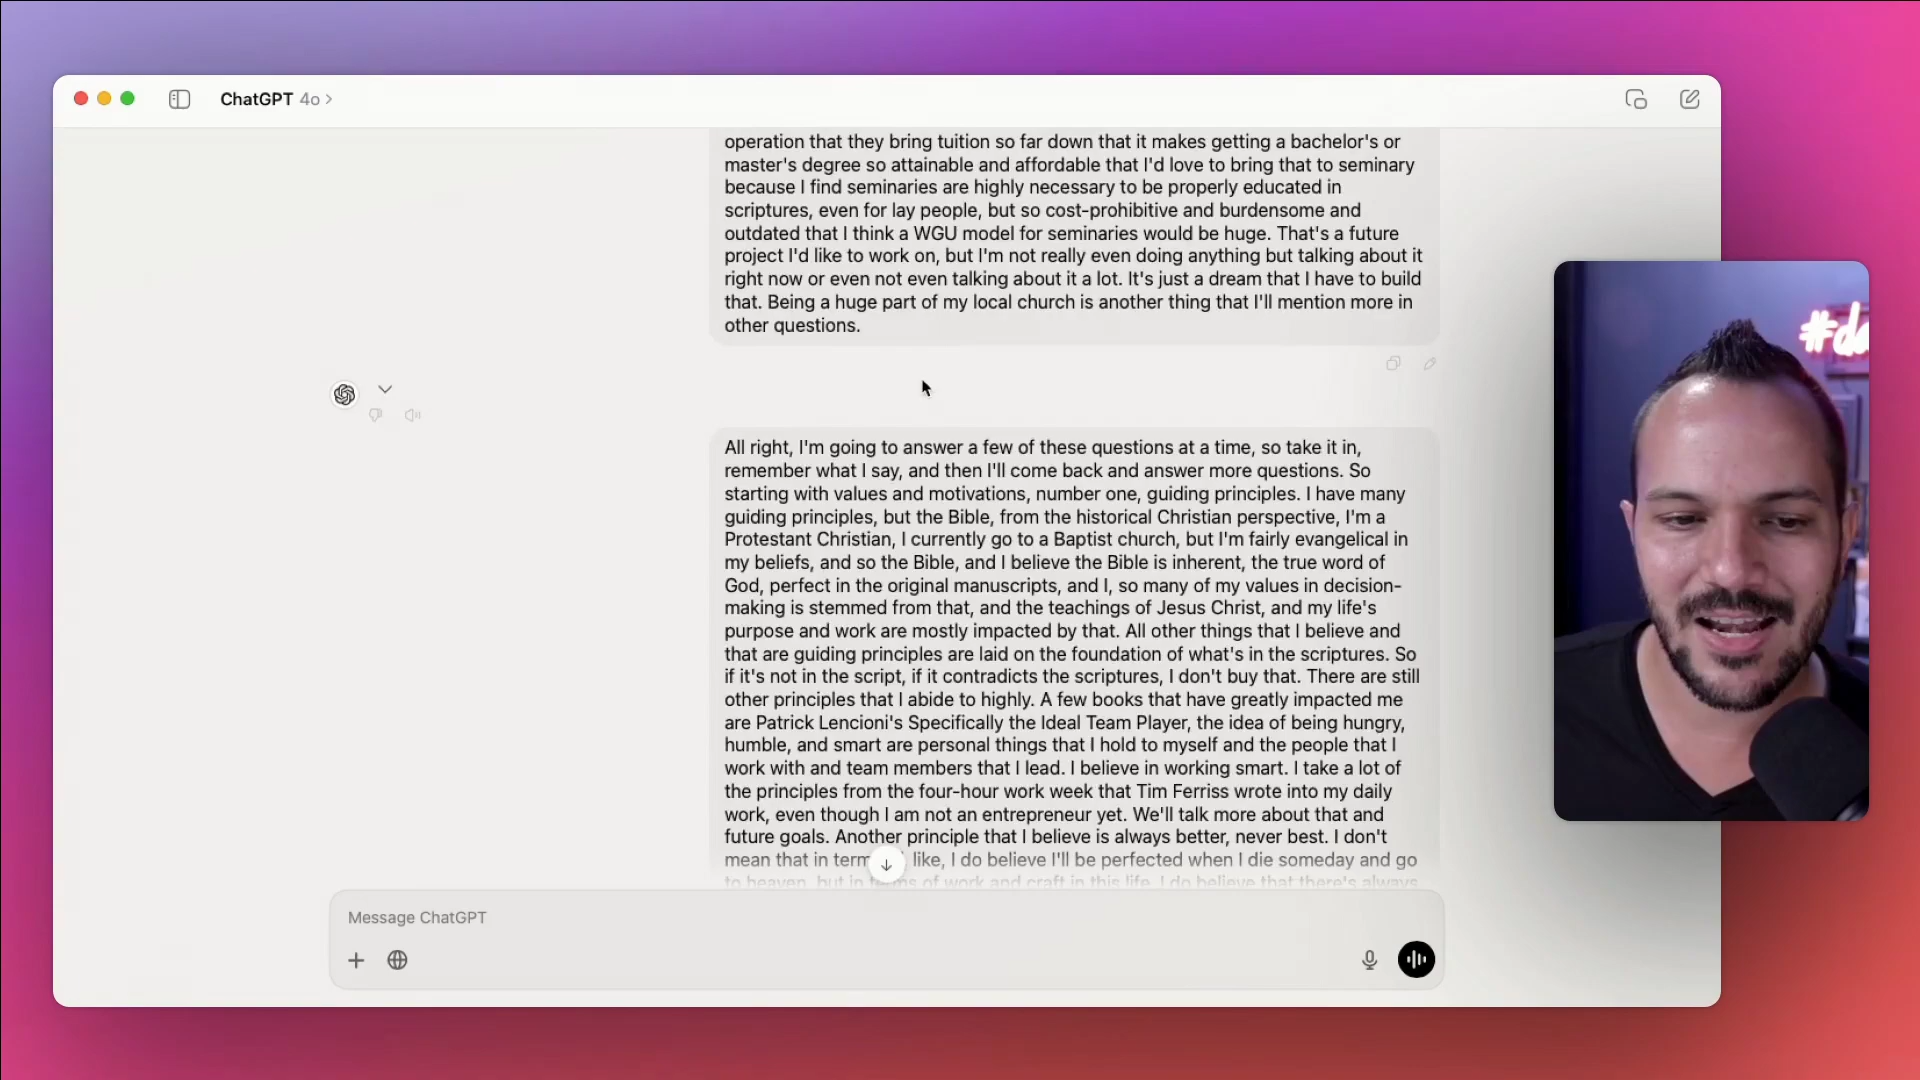 ChatGPT 4o >
operation that they bring tuition so far down that it makes getting a bachelor's or
master's degree so attainable and affordable that I'd love to bring that to seminary
because I find seminaries are highly necessary to be properly educated in
scriptures, even for lay people, but so cost-prohibitive and burdensome and
outdated that I think a WGU model for seminaries would be huge. That's a future
project I'd like to work on, but I'm not really even doing anything but talking about it
right now or even not even talking about it a lot. It's just a dream that I have to build
that. Being a huge part of my local church is another thing that I'll mention more in
other questions.
All right, I'm going to answer a few of these questions at a time, so take it in,
remember what I say, and then I'll come back and answer more questions. So
starting with values and motivations, number one, guiding principles. I have many
guiding principles, but the Bible, from the historical Christian perspective, I'm a
Protestant Christian, I currently go to a Baptist church, but I'm fairly evangelical in
my beliefs, and so the Bible, and I believe the Bible is inherent, the true word of
God, perfect in the original manuscripts, and I, so many of my values in decision-
making is stemmed from that, and the teachings of Jesus Christ, and my life's
purpose and work are mostly impacted by that. All other things that I believe and
that are guiding principles are laid on the foundation of what's in the scriptures. So
if it's not in the script, if it contradicts the scriptures, I don't buy that. There are still
other principles that I abide to highly. A few books that have greatly impacted me
are Patrick Lencioni's Specifically the Ideal Team Player, the idea of being hungry,
humble, and smart are personal things that I hold to myself and the people that I
work with and team members that I lead. I believe in working smart. I take a lot of
the principles from the four-hour work week that Tim Ferriss wrote into my daily
work, even though I am not an entrepreneur yet. We'll talk more about that and
future goals. Another principle that I believe is always better, never best. I don't
mean that in term like, I do believe I'll be perfected when I die someday and go
to heaven, but in terms of work and craft in this life, I do believe that there's always
Message ChatGPT
#do